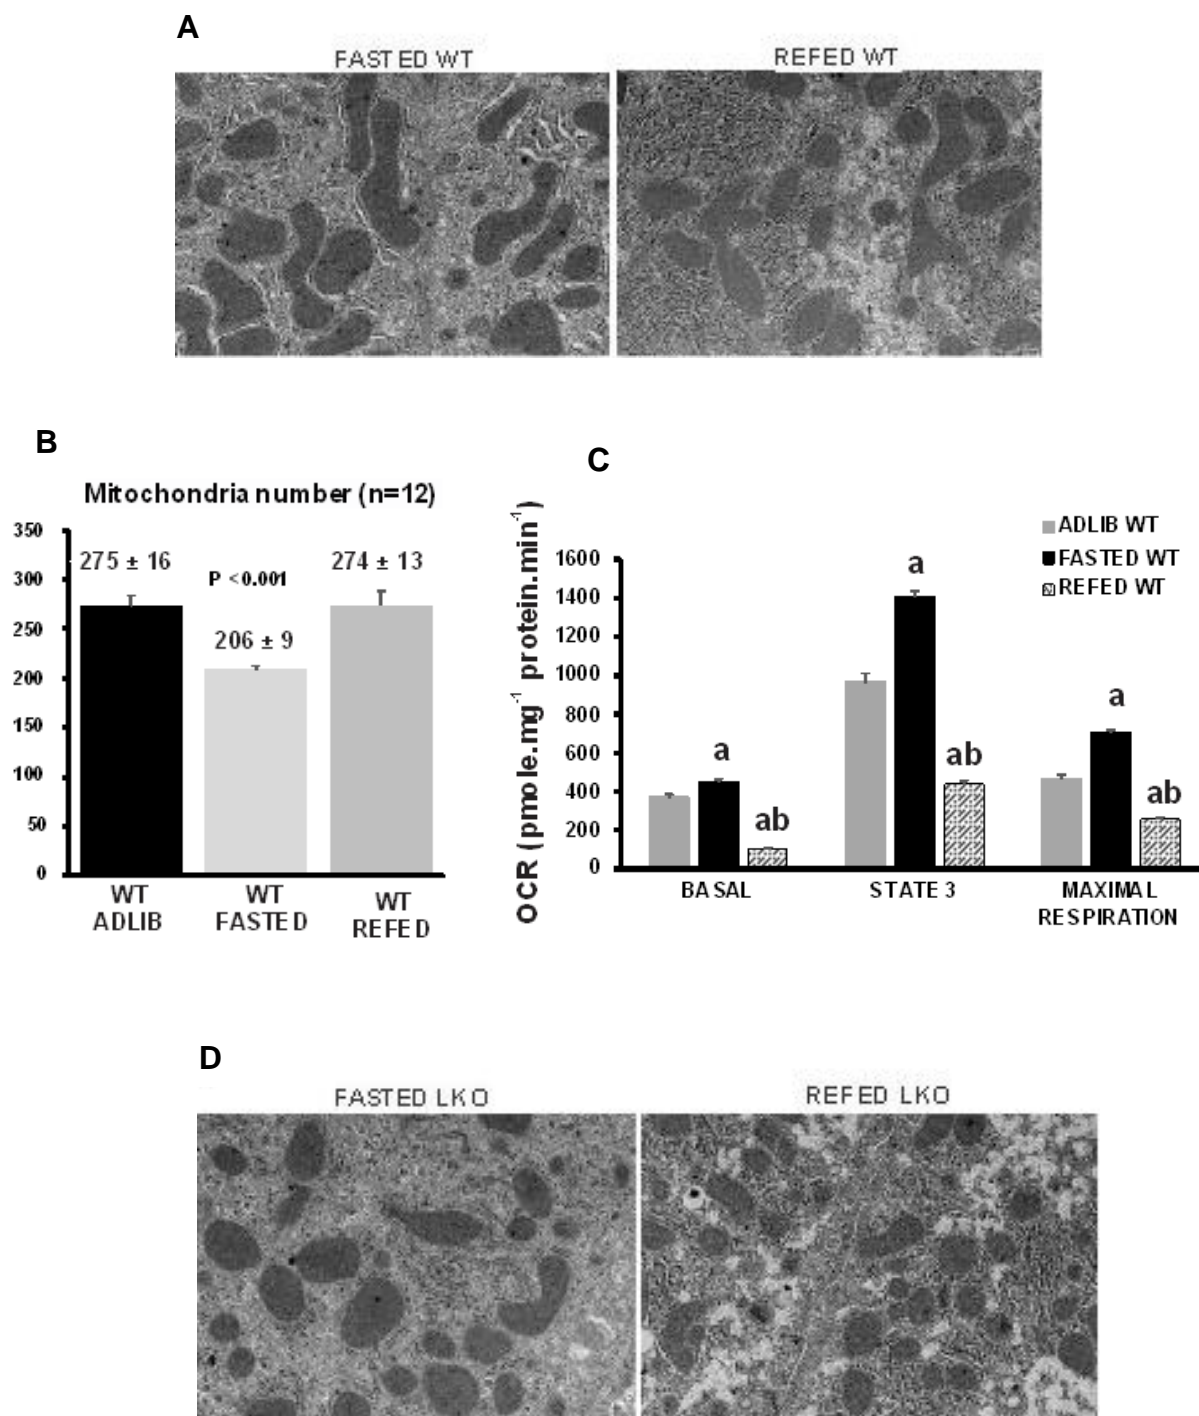 A
FASTED WT
REFED WT
B
Mitochondria number (n=12)
350
300
250
200
150
100
50
0
275 ± 16
P <0.001
206 ± 9
274 ± 13
WT
ADLIB
WT
FASTED
WT
REFED
C
OCR (pmole.mg-1 protein.min-1)
1600
1400
1200
1000
800
600
400
200
0
ADLIB WT
FASTED WT
REFED WT
a
ab
a
ab
a
ab
BASAL
STATE 3
MAXIMAL
RESPIRATION
D
FASTED LKO
REFED LKO